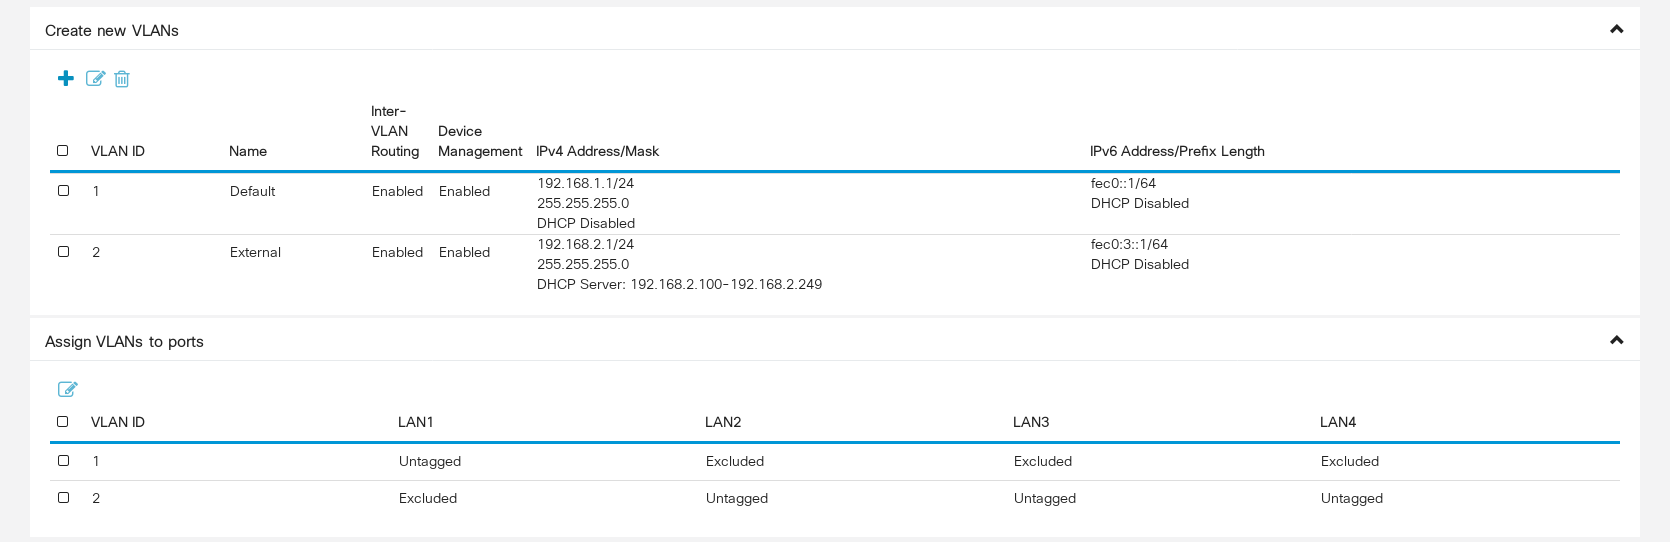 Create new VLANs
Inter-
VLAN Device
VLAN ID Name Routing Management IPv4 Address/Mask IPv6 Address/Prefix Length
1 Default Enabled Enabled 192.168.1.1/24 fec0::1/64
255.255.255.0 DHCP Disabled
DHCP Disabled
2 External Enabled Enabled 192.168.2.1/24 fec0:3::1/64
255.255.255.0 DHCP Disabled
DHCP Server: 192.168.2.100-192.168.2.249
Assign VLANs to ports
VLAN ID LAN1 LAN2 LAN3 LAN4
1 Untagged Excluded Excluded Excluded
2 Excluded Untagged Untagged Untagged